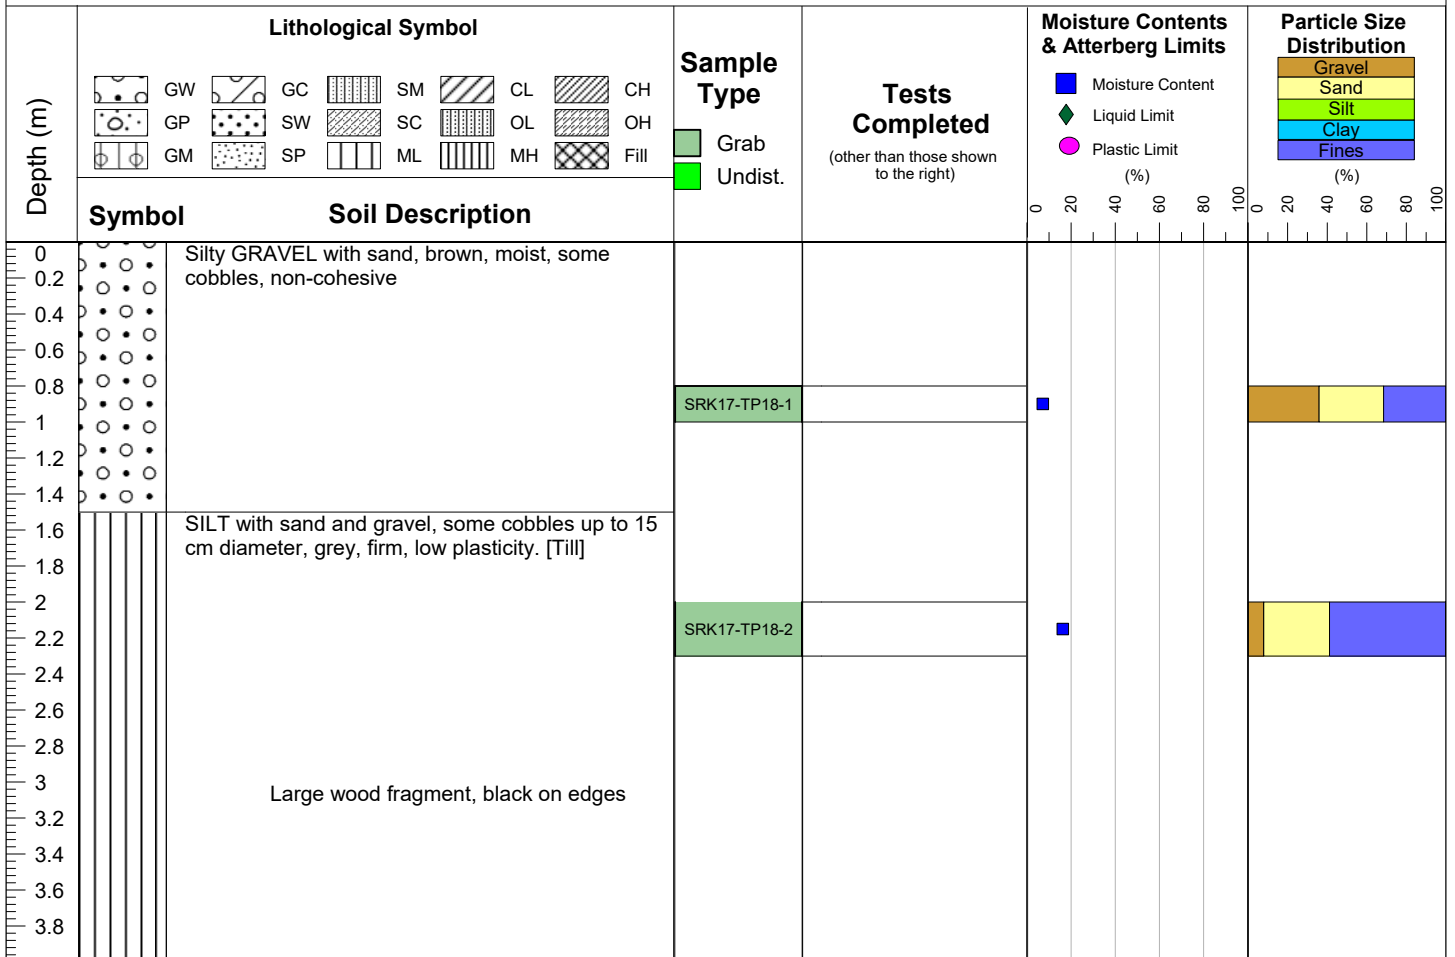 Depth (m)
Lithological Symbol
GW GC SM CL CH
GP SW SC OL OH
GM SP ML MH Fill
Symbol Soil Description
Sample
Type
Grab
Undist.
Tests
Completed
(other than those shown
to the right)
Moisture Contents
& Atterberg Limits
Moisture Content
Liquid Limit
Plastic Limit
(%)
0 20 40 60 80 100
Particle Size
Distribution
Gravel
Sand
Silt
Clay
Fines
(%)
0 20 40 60 80 100
0
0.2
0.4
0.6
0.8
1
1.2
1.4
1.6
1.8
2
2.2
2.4
2.6
2.8
3
3.2
3.4
3.6
3.8
Silty GRAVEL with sand, brown, moist, some
cobbles, non-cohesive
SRK17-TP18-1
SILT with sand and gravel, some cobbles up to 15
cm diameter, grey, firm, low plasticity. [Till]
SRK17-TP18-2
Large wood fragment, black on edges